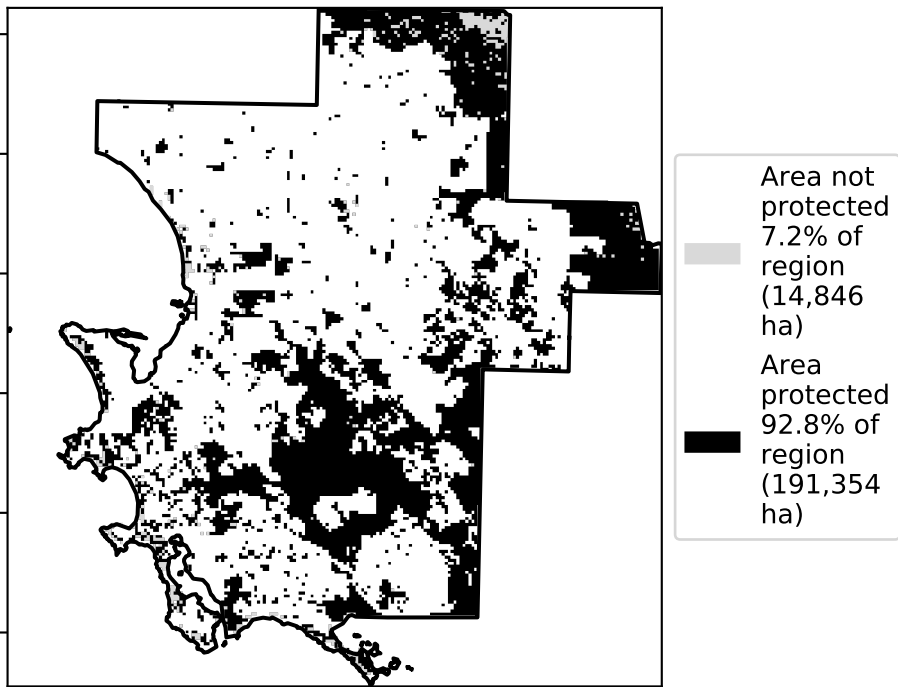 Area not
protected
7.2% of
region
(14,846
ha)
Area
protected
92.8% of
region
(191,354
ha)